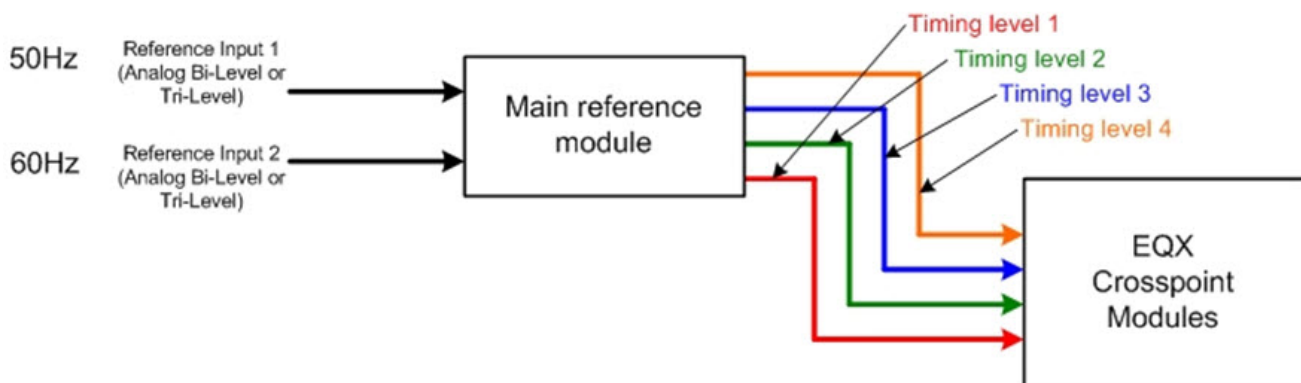 50Hz
Reference Input 1
(Analog Bi-Level or
Tri-Level)
60Hz
Reference Input 2
(Analog Bi-Level or
Tri-Level)
Main reference
module
Timing level 1
Timing level 2
Timing level 3
Timing level 4
EQX
Crosspoint
Modules